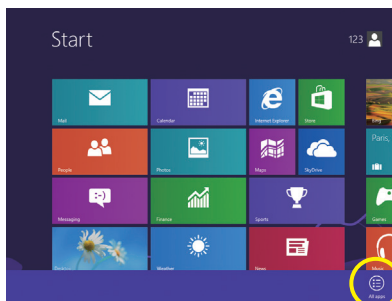 Start
123
Mail
Calendar
Internet Explorer
Store
People
Photos
Maps
SkyDrive
Paris,
Messaging
Finance
Sports
Games
Weather
News
Music
All apps